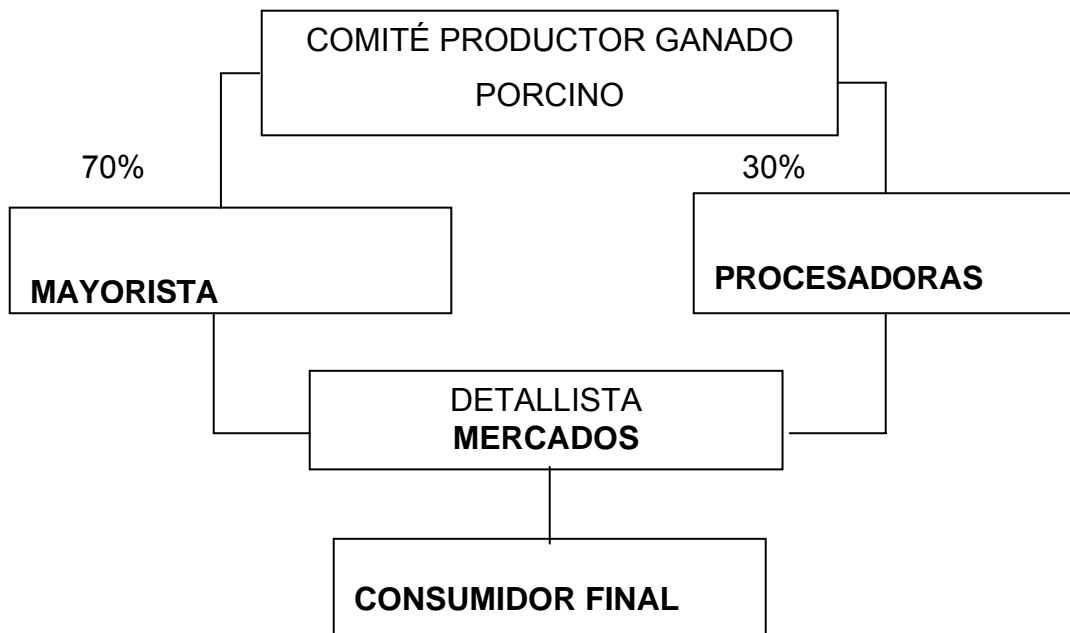 COMITÉ PRODUCTOR GANADO
PORCINO
70%
30%
MAYORISTA
PROCESADORAS
DETALLISTA
MERCADOS
CONSUMIDOR FINAL